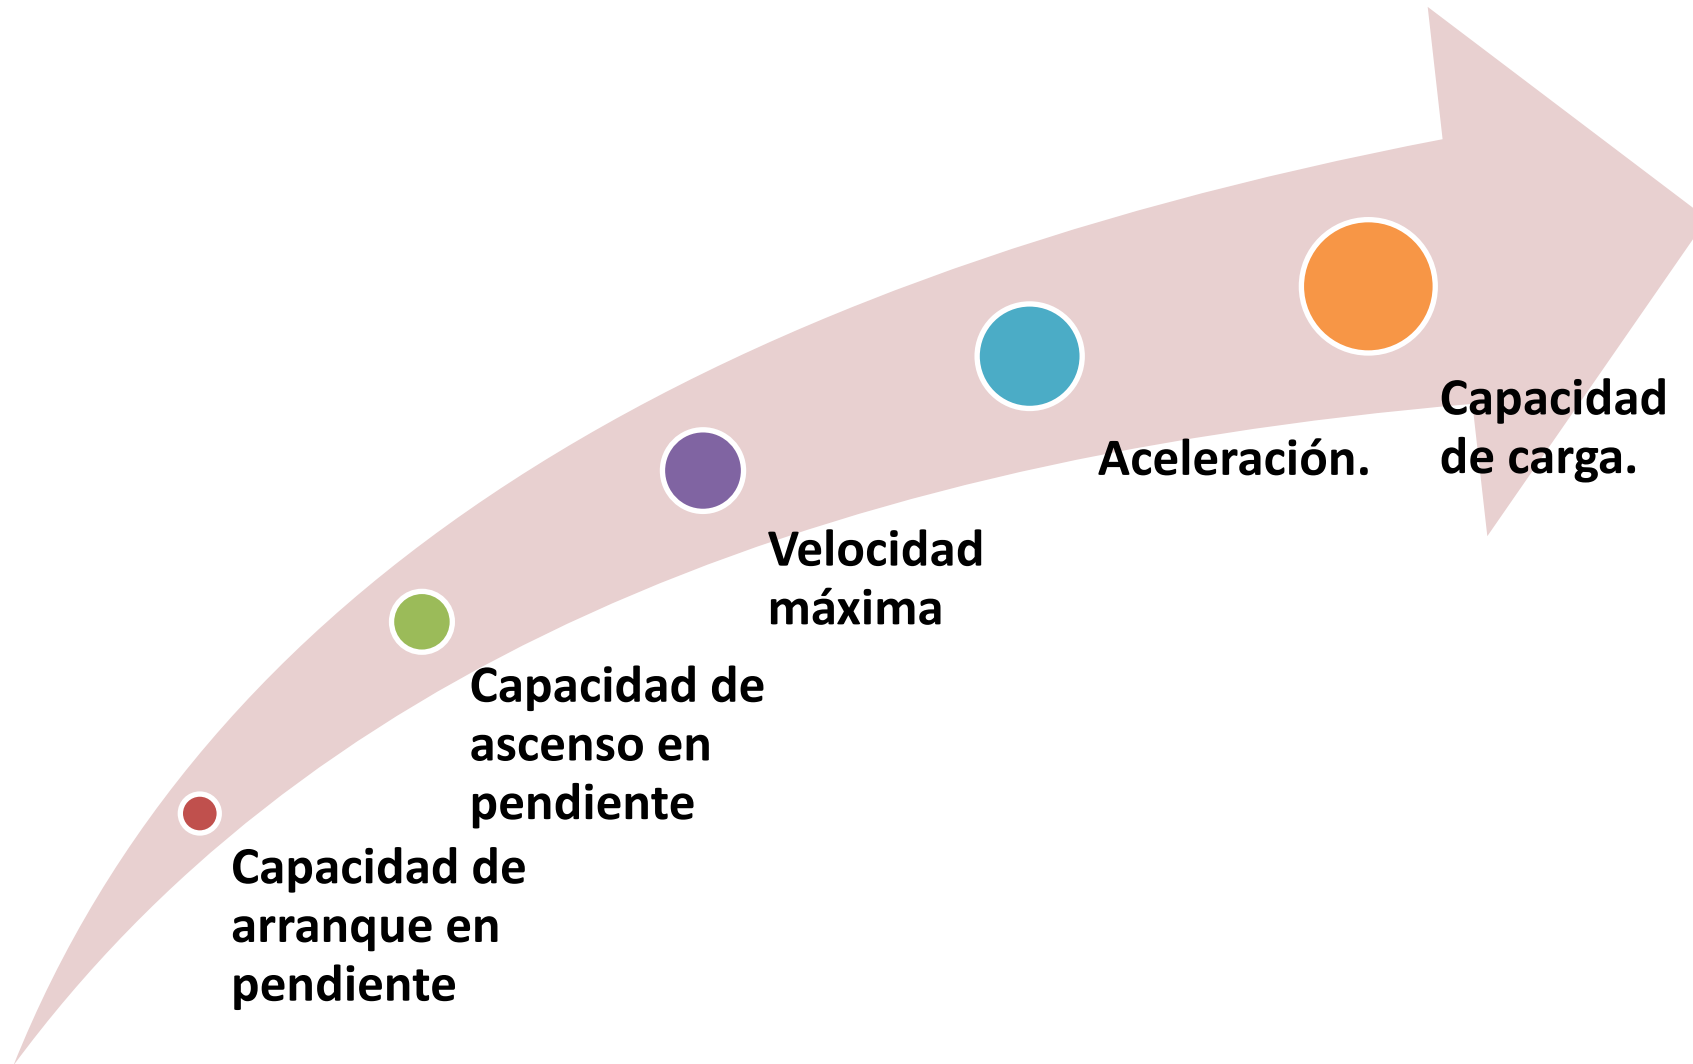 Capacidad de
arranque en
pendiente
Capacidad de
ascenso en
pendiente
Velocidad
máxima
Aceleración.
Capacidad
de carga.